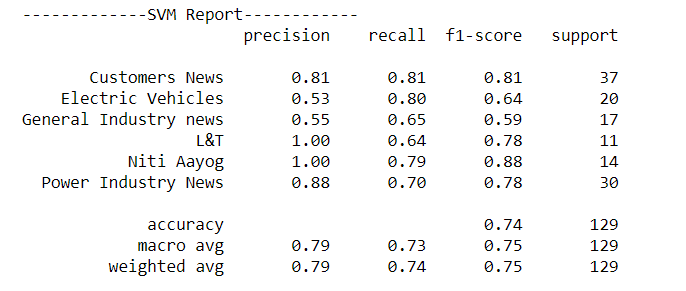 -------------SVM Report------------
precision recall f1-score support
Customers News 0.81 0.81 0.81 37
Electric Vehicles 0.53 0.80 0.64 20
General Industry news 0.55 0.65 0.59 17
L&T 1.00 0.64 0.78 11
Niti Aayog 1.00 0.79 0.88 14
Power Industry News 0.88 0.70 0.78 30
accuracy 0.74 129
macro avg 0.79 0.73 0.75 129
weighted avg 0.79 0.74 0.75 129